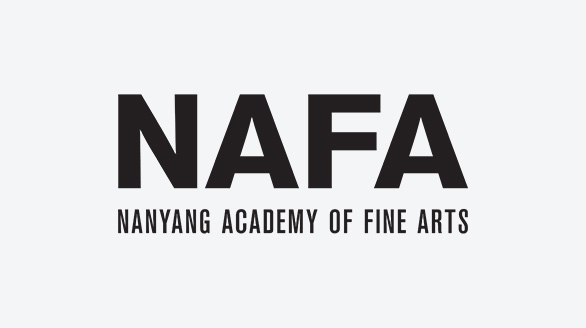 NAFA
NANYANG ACADEMY OF FINE ARTS